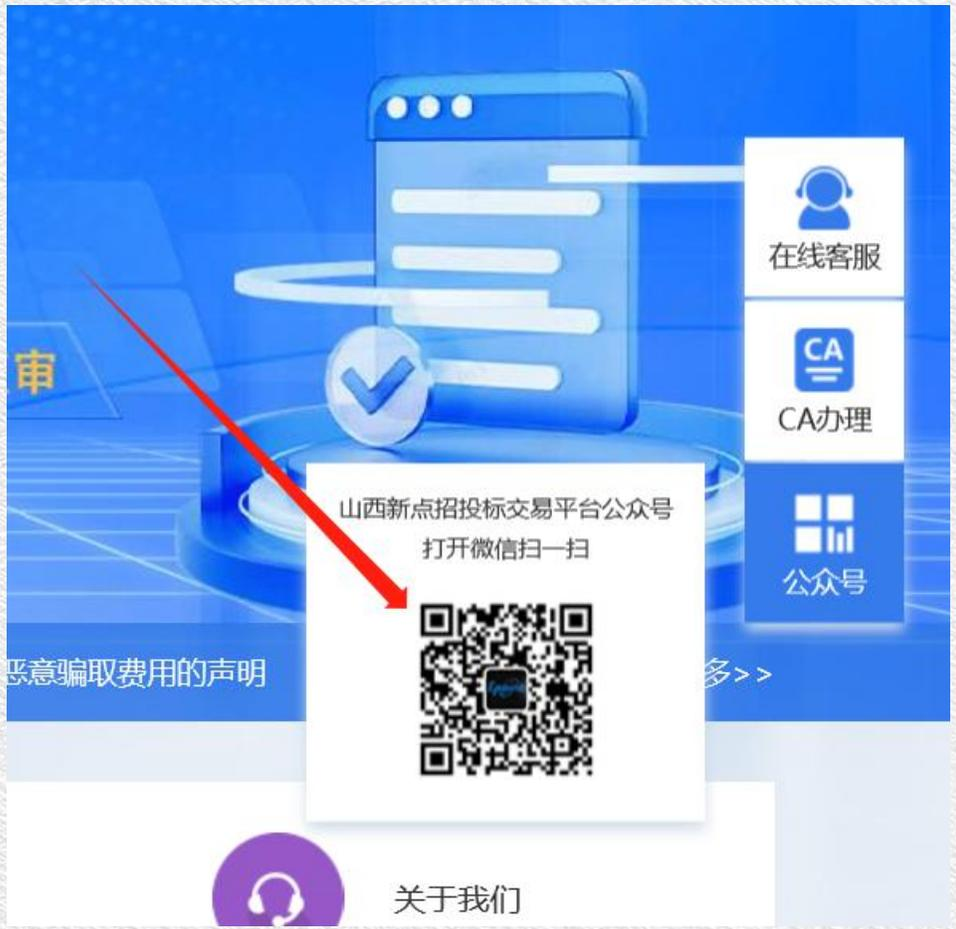 在线客服
审
CA
CA办理
山西新点招投标交易平台公众号
打开微信扫一扫
公众号
恶意骗取费用的声明
多>>
关于我们